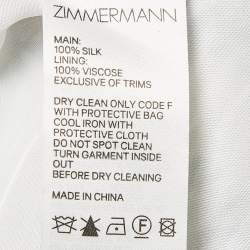 ZIMMERMANN
MAIN:
100% SILK
LINING:
100% VISCOSE
EXCLUSIVE OF TRIMS
DRY CLEAN ONLY CODE F
WITH PROTECTIVE BAG
COOL IRON WITH
PROTECTIVE CLOTH
DO NOT SPOT CLEAN
TURN GARMENT INSIDE
OUT
BEFORE DRY CLEANING
MADE IN CHINA